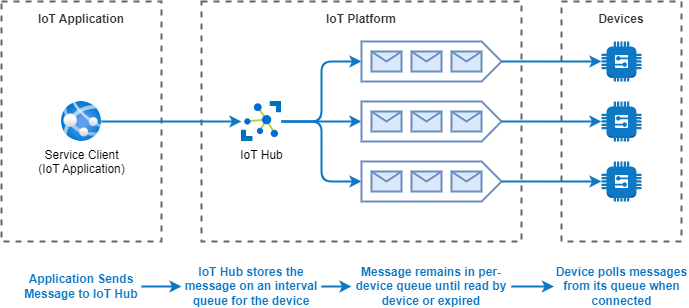 IoT Application
IoT Platform
Devices
Service Client
(IoT Application)
IoT Hub
Application Sends
Message to IoT Hub
IoT Hub stores the
message on an interval
queue for the device
Message remains in per-
device queue until read by
device or expired
Device polls messages
from its queue when
connected